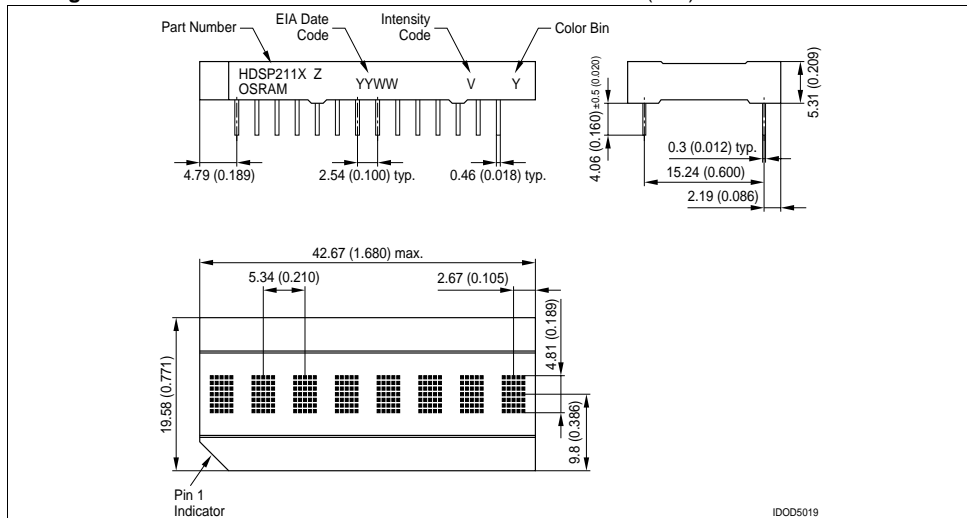 Part Number
EIA Date
Code
Intensity
Code
Color Bin
HDSP211X Z
OSRAM
YYWW
V
Y
4.79 (0.189)
2.54 (0.100) typ.
0.46 (0.018) typ.
4.06 (0.160) ±0.5 (0.020)
5.31 (0.209)
0.3 (0.012) typ.
15.24 (0.600)
2.19 (0.086)
42.67 (1.680) max.
5.34 (0.210)
2.67 (0.105)
4.81 (0.189)
19.58 (0.771)
9.8 (0.386)
Pin 1
Indicator
IDOD5019